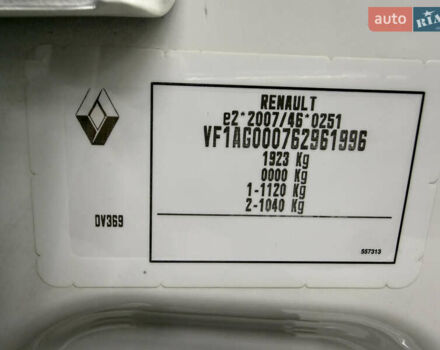 auto RIA
RENAULT
e2*2007/46*0251
VF1AG000762961996
1923 Kg
0000 Kg
1-1120 Kg
2-1040 Kg
DV369
557313